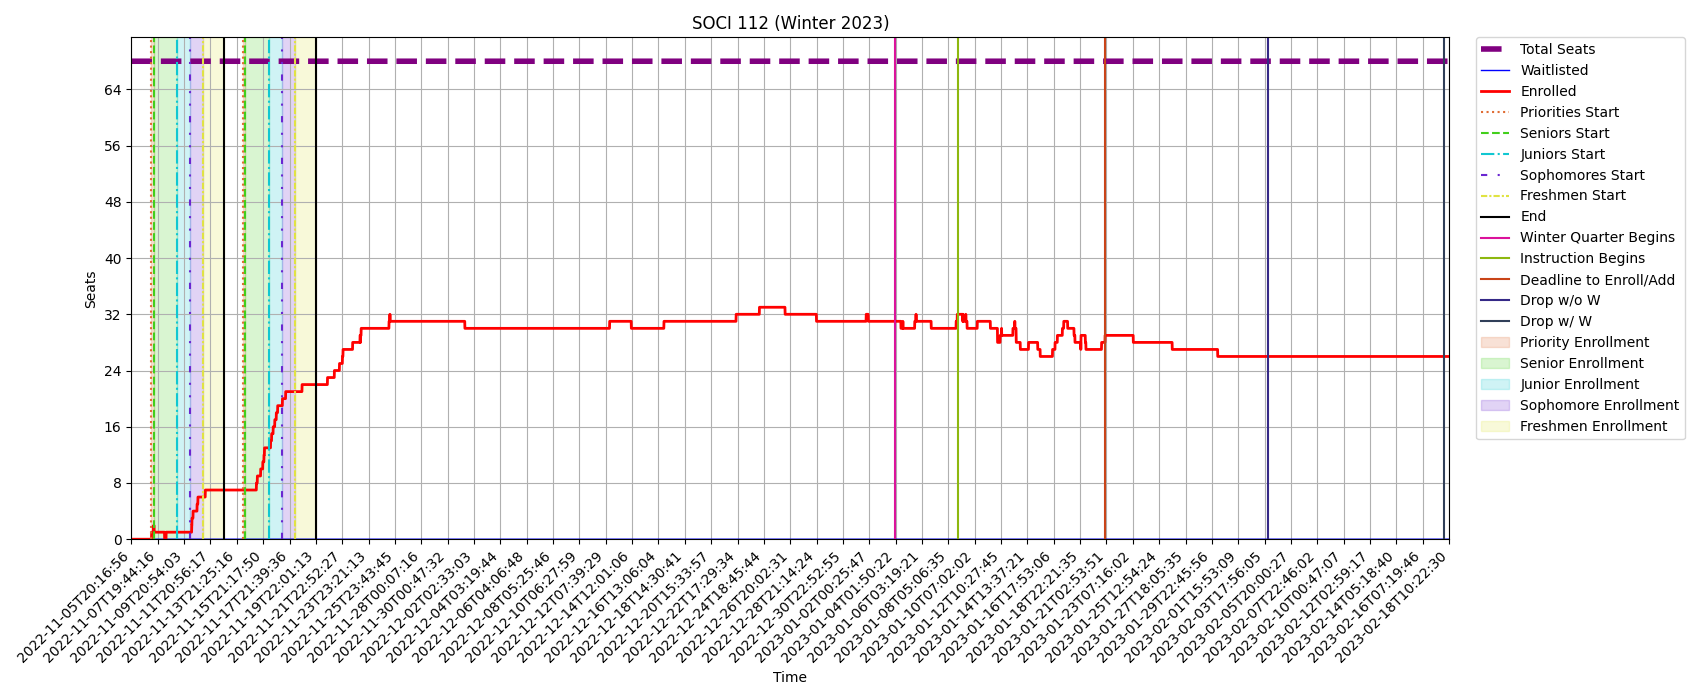 SOCI 112 (Winter 2023)
Seats
64
56
48
40
32
24
16
8
0
2022-11-05T20:16:56
2022-11-07T19:44:16
2022-11-09T20:54:03
2022-11-11T20:56:17
2022-11-13T21:25:16
2022-11-15T21:17:50
2022-11-17T21:39:36
2022-11-19T22:01:13
2022-11-21T22:52:27
2022-11-23T23:21:13
2022-11-25T23:43:45
2022-11-28T00:07:16
2022-11-30T00:47:32
2022-12-02T02:33:03
2022-12-04T03:19:44
2022-12-06T04:06:48
2022-12-08T05:25:46
2022-12-10T06:27:59
2022-12-12T07:39:29
2022-12-14T12:01:06
2022-12-16T13:06:04
2022-12-18T14:30:41
2022-12-20T15:33:57
2022-12-22T17:29:34
2022-12-24T18:45:44
2022-12-26T20:02:31
2022-12-28T21:14:24
2022-12-30T22:52:55
2023-01-02T00:25:47
2023-01-04T01:50:22
2023-01-06T03:19:21
2023-01-08T05:06:35
2023-01-10T07:02:02
2023-01-12T10:27:45
2023-01-14T13:37:21
2023-01-16T17:53:06
2023-01-18T22:21:35
2023-01-21T02:53:51
2023-01-23T07:16:02
2023-01-25T12:54:24
2023-01-27T18:05:35
2023-01-29T22:45:56
2023-02-01T15:53:09
2023-02-03T17:56:05
2023-02-05T20:00:27
2023-02-07T22:46:02
2023-02-10T00:47:07
2023-02-12T02:59:17
2023-02-14T05:18:40
2023-02-16T07:19:46
2023-02-18T10:22:30
Time
Total Seats
Waitlisted
Enrolled
Priorities Start
Seniors Start
Juniors Start
Sophomores Start
Freshmen Start
End
Winter Quarter Begins
Instruction Begins
Deadline to Enroll/Add
Drop w/o W
Drop w/ W
Priority Enrollment
Senior Enrollment
Junior Enrollment
Sophomore Enrollment
Freshmen Enrollment